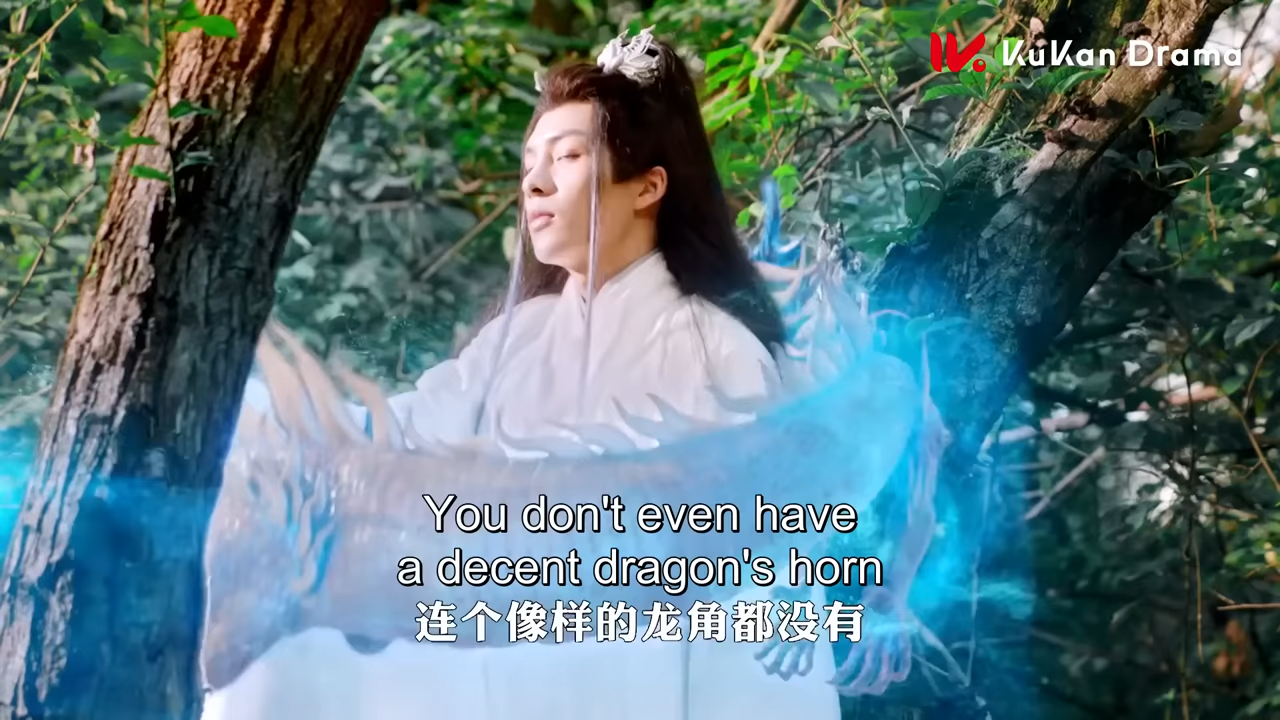 KuKan Drama
You don't even have
a decent dragon's horn
连个像样的龙角都没有